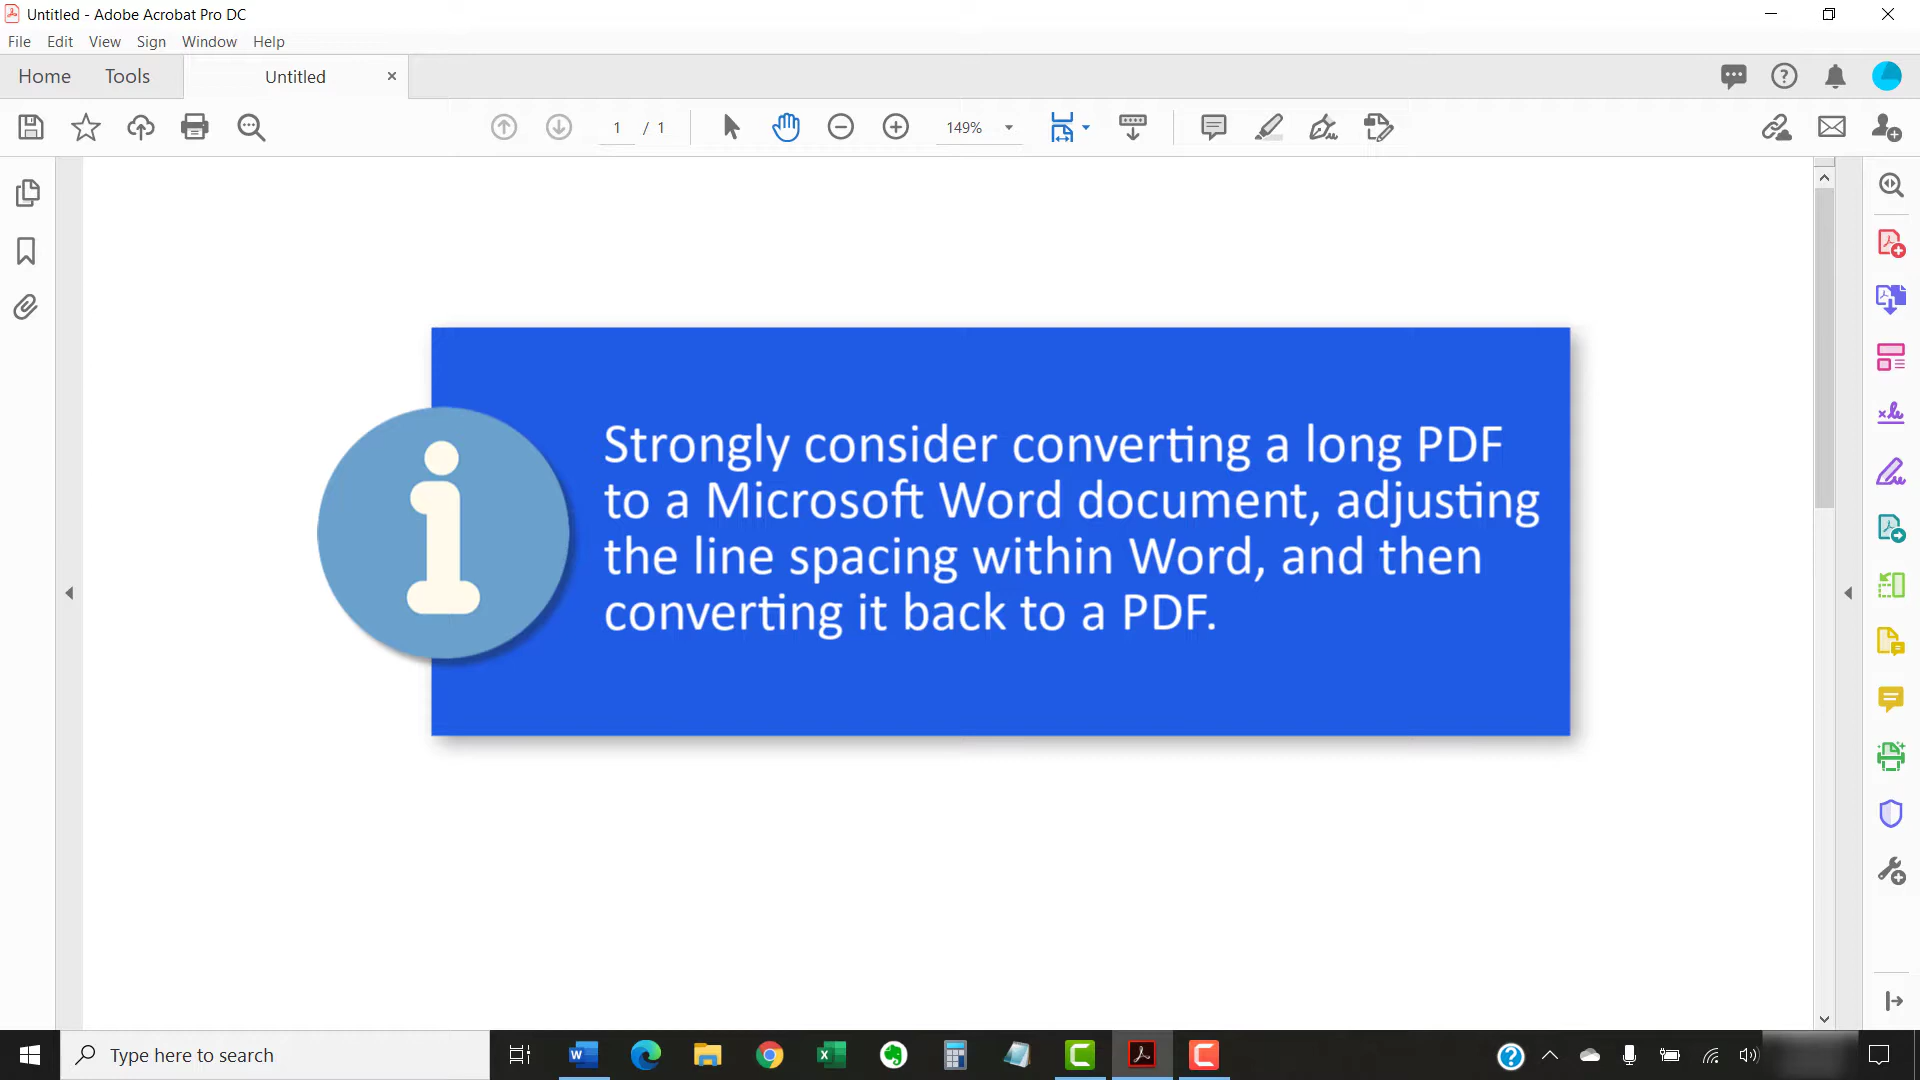 Untitled - Adobe Acrobat Pro DC
File Edit View Sign Window Help
Home Tools Untitled
1 / 1 149%
Strongly consider converting a long PDF
to a Microsoft Word document, adjusting
the line spacing within Word, and then
converting it back to a PDF.
Type here to search